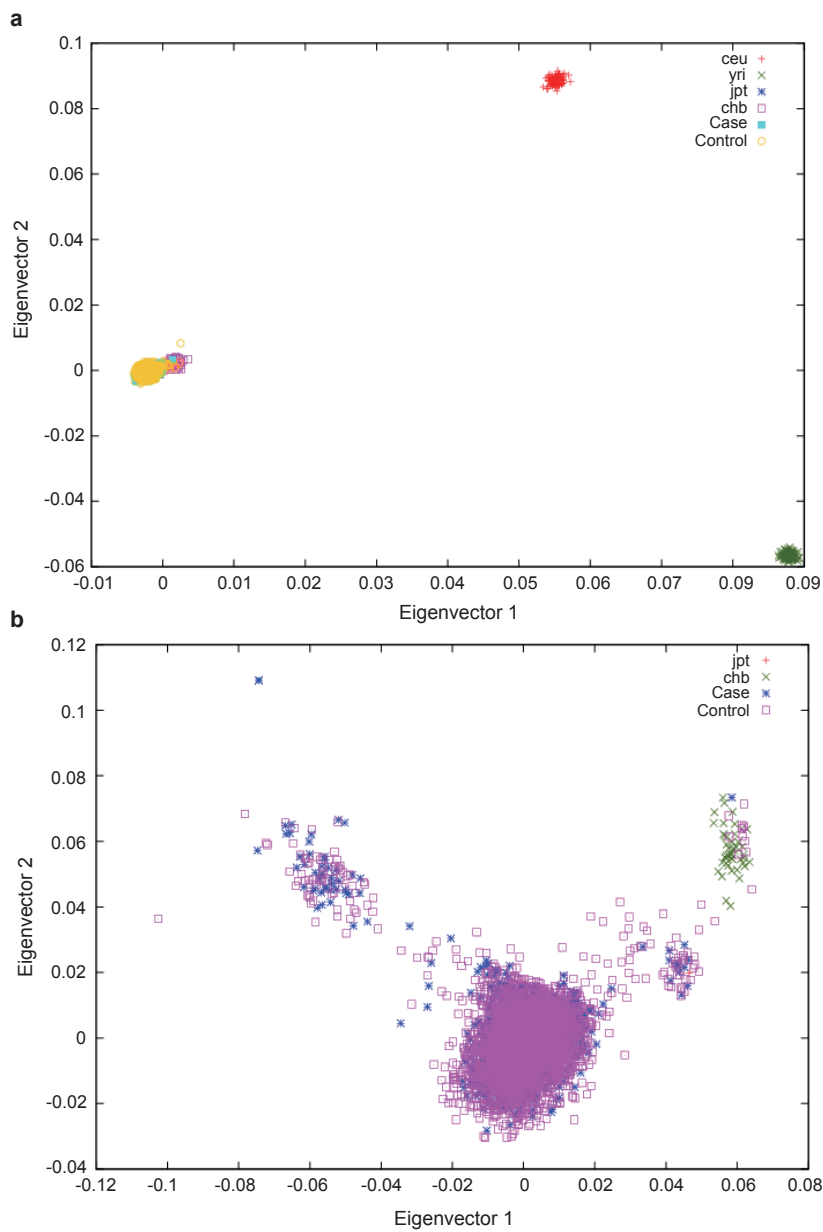 a
0.1
0.08
0.06
0.04
0.02
0
-0.02
-0.04
-0.06
Eigenvector 2
ceu
yri
jpt
chb
Case
Control
-0.01 0 0.01 0.02 0.03 0.04 0.05 0.06 0.09 0.09
Eigenvector 1
b
0.12
0.1
0.08
0.06
0.04
0.02
0
-0.02
-0.04
Eigenvector 2
jpt
chb
Case
Control
-0.12 -0.1 -0.08 -0.06 -0.04 -0.02 0 0.02 0.04 0.06 0.08
Eigenvector 1